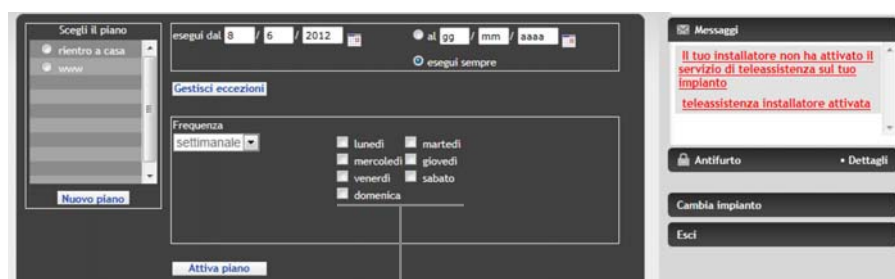 Scegli il piano
rientro a casa
www
Nuovo piano
esegui dal 8 / 6 / 2012
al gg / mm / aaaa
esegui sempre
Gestisci eccezioni
Frequenza
settimanale
lunedì martedì
mercoledì giovedì
venerdì sabato
domenica
Attiva piano
Messaggi
Il tuo installatore non ha attivato il
servizio di teleassistenza sul tuo
impianto
teleassistenza installatore attivata
Antifurto • Dettagli
Cambia impianto
Esci